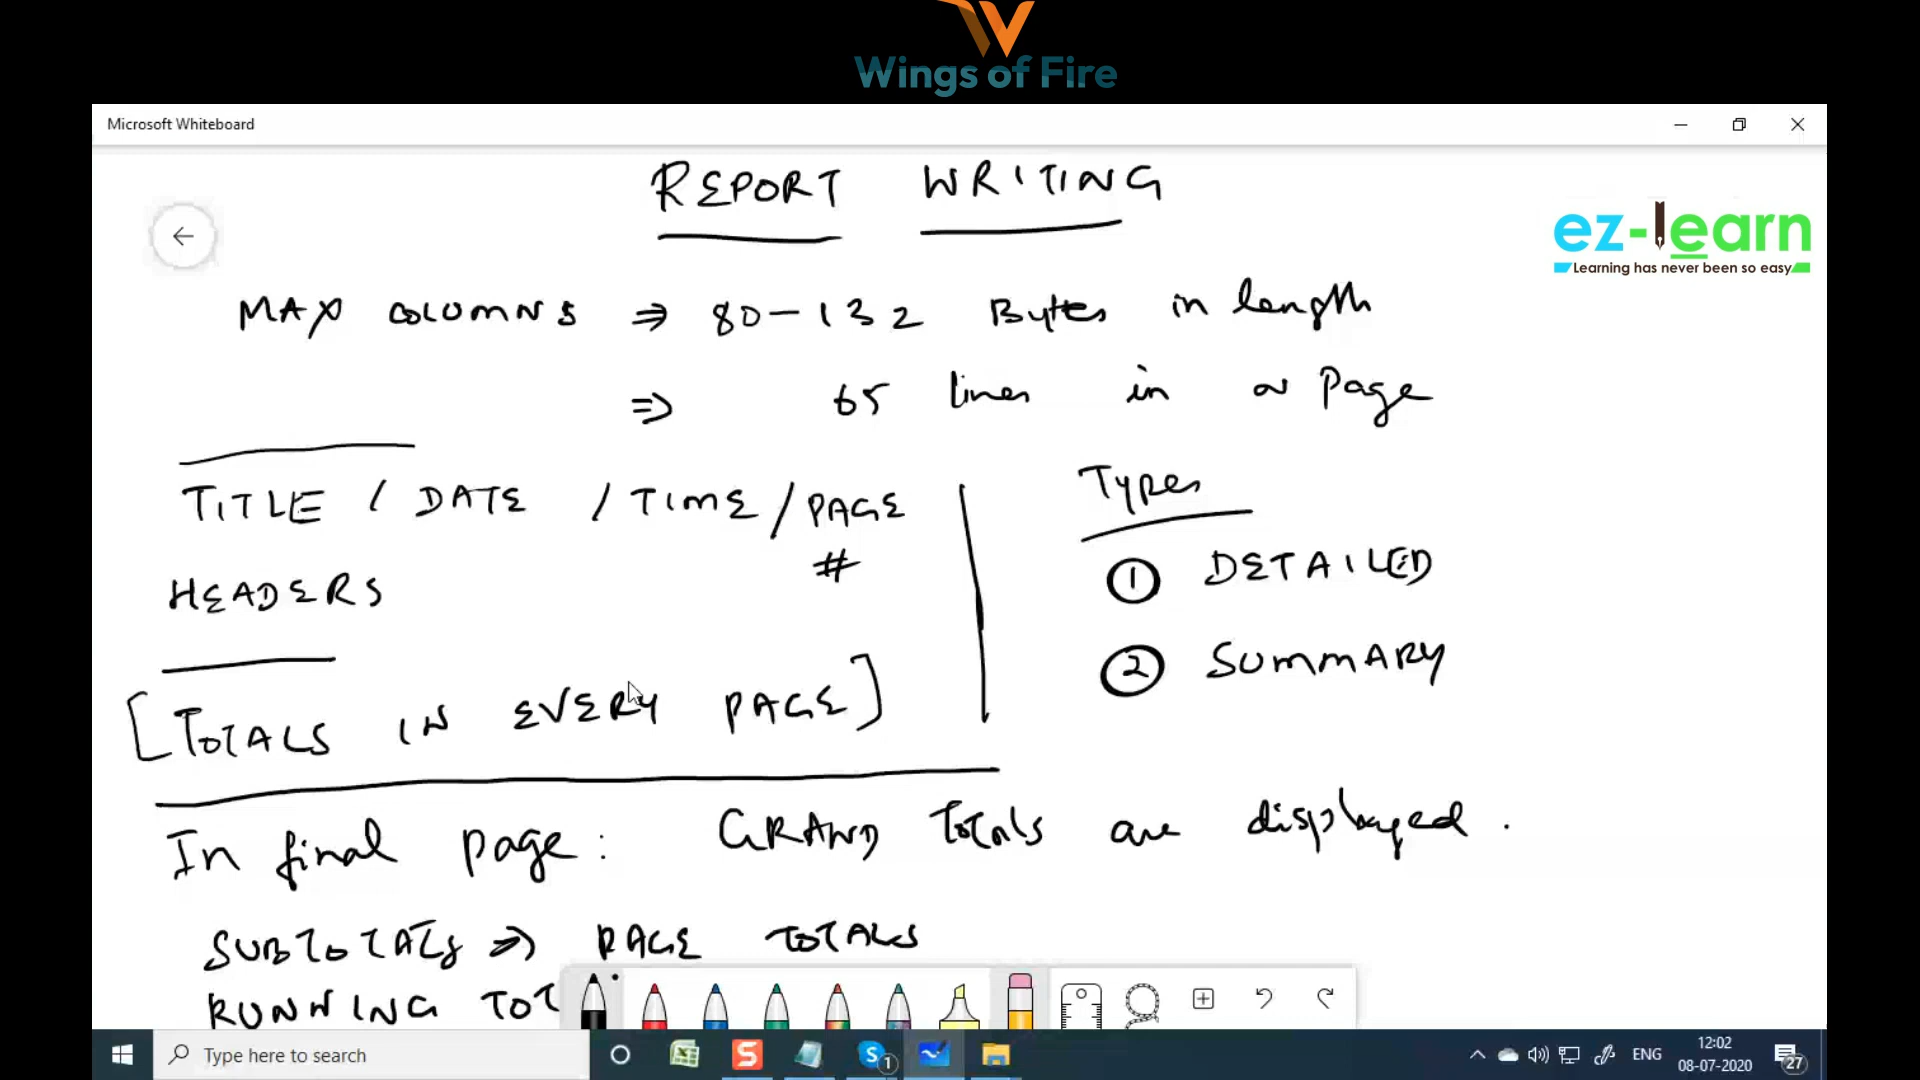 Wings of Fire
Microsoft Whiteboard
REPORT WRITING
ez-learn
Learning has never been so easy
MAX COLUMNS ⇒ 80-132 Bytes in length
⇒ 65 lines in a Page
TITLE / DATE / TIME / PAGE
#
HEADERS
[TOTALS IN EVERY PAGE]
Types
1 DETAILED
2 SUMMARY
In final page: GRAND Totals are displayed.
SUBTOTALS ⇒ PAGE TOTALS
RUNNING TOT
Type here to search
1
ENG
12:02
08-07-2020
27